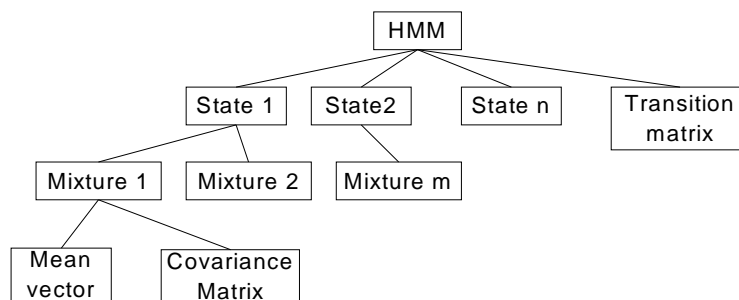 HMM
State 1
State2
State n
Transition
matrix
Mixture 1
Mixture 2
Mixture m
Mean
vector
Covariance
Matrix